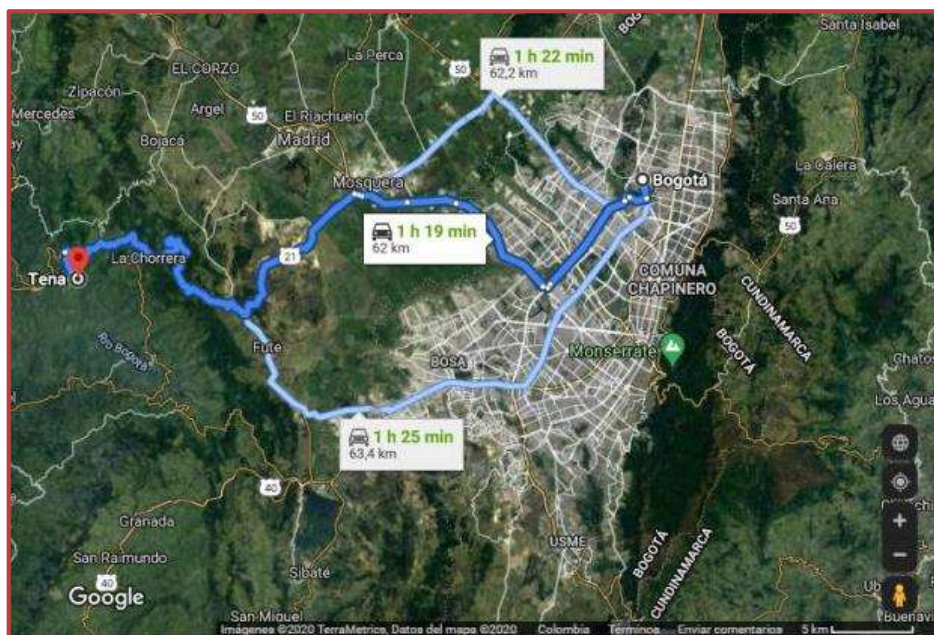 BOGO
Santa Isabel
La Perca
50
1 h 22 min
62,2 km
EL CORZO
Zipacón
Mercedes
Argel
El Riachuelo
50
Madrid
Bojacá
La Calera
Mosquera
Bogotá
Santa Ana
50
1 h 19 min
62 km
21
La Chorrera
Tena
COMUNA
CHAPINERO
CUNDINAMARCA
BOGOTÁ
Río Bogotá
Fute
BOSA
Monserrate
Chatos
Los Agua
1 h 25 min
63,4 km
40
Granada
San Raimundo
40
Sibaté
USME
BOGOTÁ
CUNDINAMARCA
Google
San Miguel
Ub
Buenavi
Imágenes ©2020 TerraMetrics, Datos del mapa ©2020 Colombia Términos Enviar comentarios 5 km